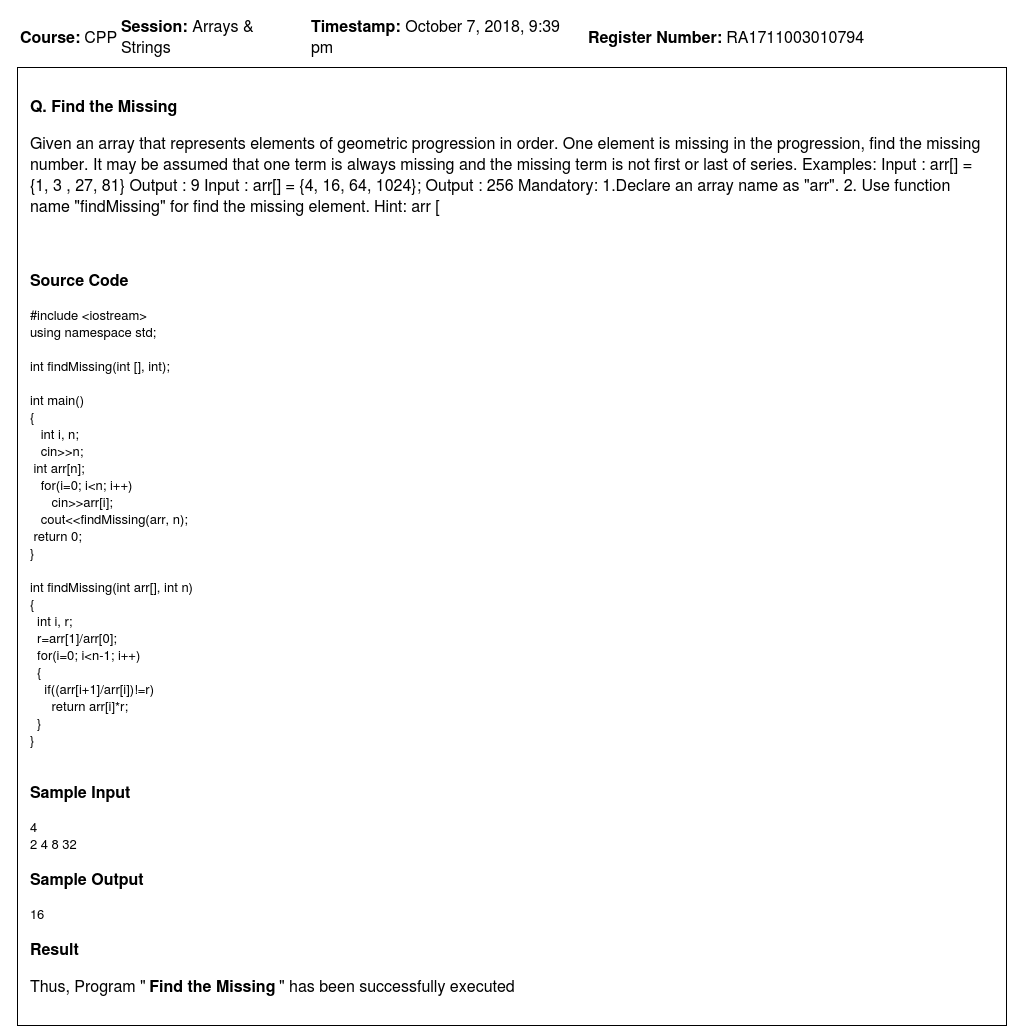 Course: CPP Session: Arrays & Strings Timestamp: October 7, 2018, 9:39 pm Register Number: RA1711003010794
Q. Find the Missing
Given an array that represents elements of geometric progression in order. One element is missing in the progression, find the missing
number. It may be assumed that one term is always missing and the missing term is not first or last of series. Examples: Input : arr[] =
{1, 3 , 27, 81} Output : 9 Input : arr[] = {4, 16, 64, 1024}; Output : 256 Mandatory: 1.Declare an array name as "arr". 2. Use function
name "findMissing" for find the missing element. Hint: arr [
Source Code
#include <iostream>
using namespace std;
int findMissing(int [], int);
int main()
{
int i, n;
cin>>n;
int arr[n];
for(i=0; i<n; i++)
cin>>arr[i];
cout<<findMissing(arr, n);
return 0;
}
int findMissing(int arr[], int n)
{
int i, r;
r=arr[1]/arr[0];
for(i=0; i<n-1; i++)
{
if((arr[i+1]/arr[i])!=r)
return arr[i]*r;
}
}
Sample Input
4
2 4 8 32
Sample Output
16
Result
Thus, Program " Find the Missing " has been successfully executed